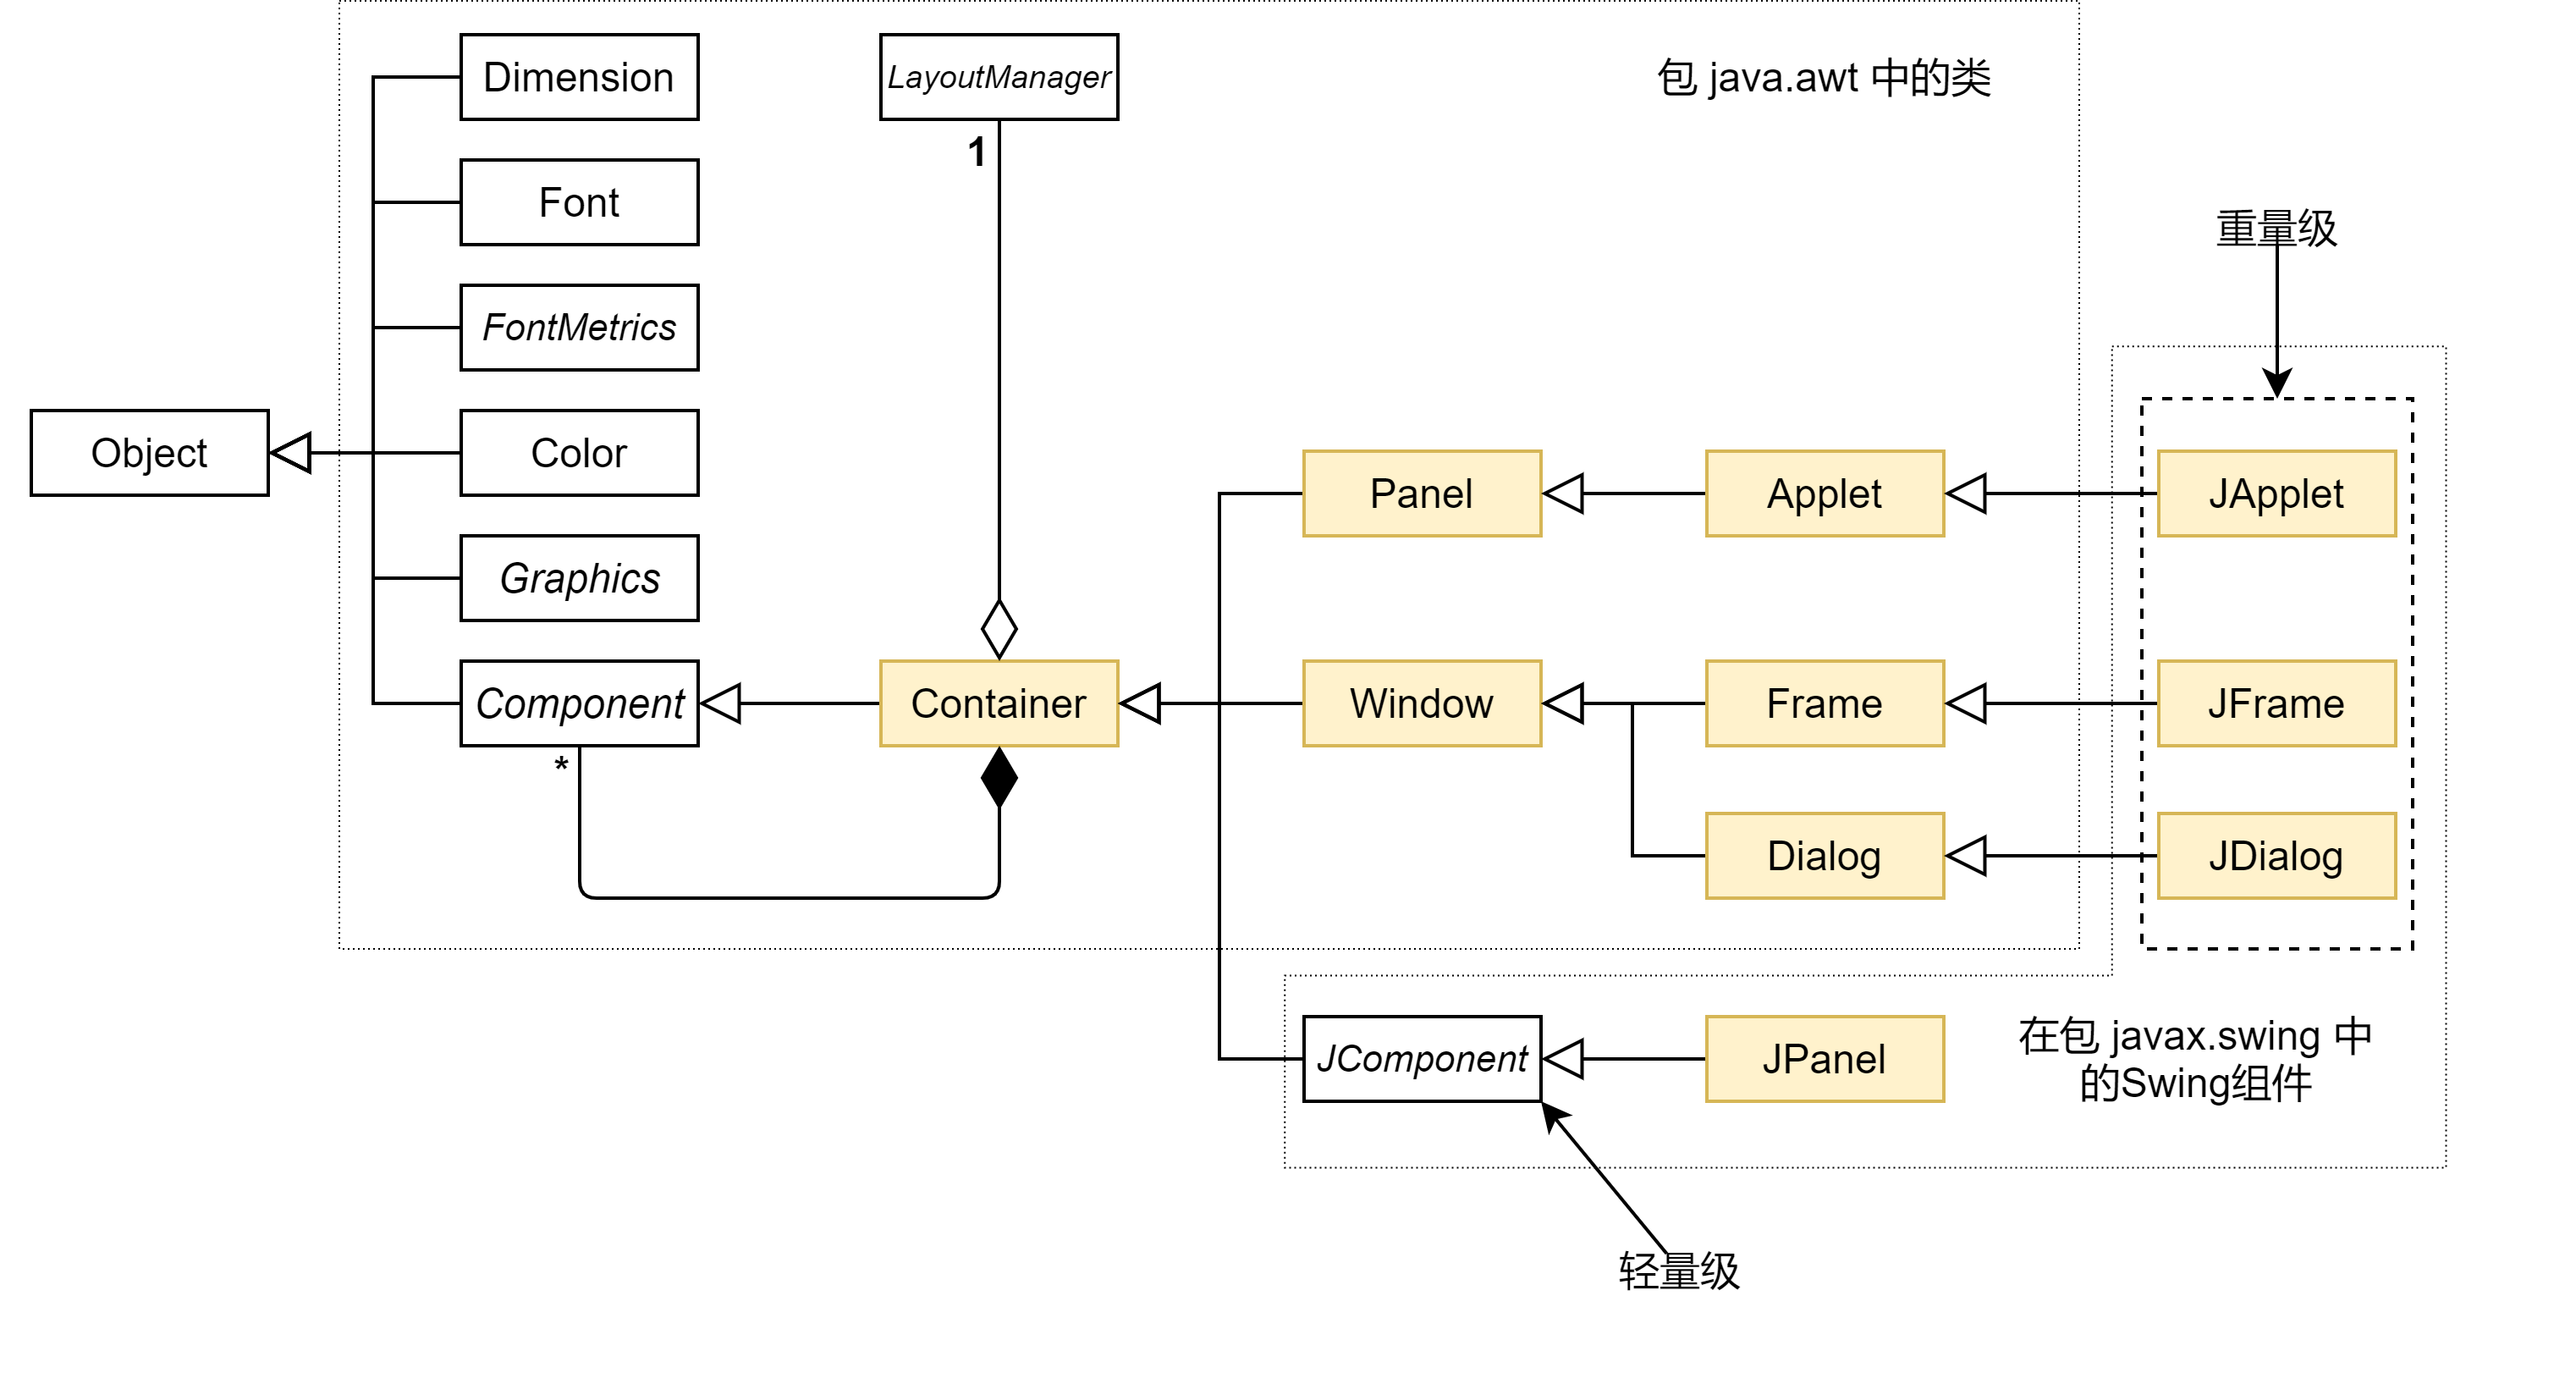 Dimension
LayoutManager
包 java.awt 中的类
1
Font
重量级
FontMetrics
Object
Color
Panel
Applet
JApplet
Graphics
Component
Container
Window
Frame
JFrame
*
Dialog
JDialog
JComponent
JPanel
在包 javax.swing 中
的Swing组件
轻量级